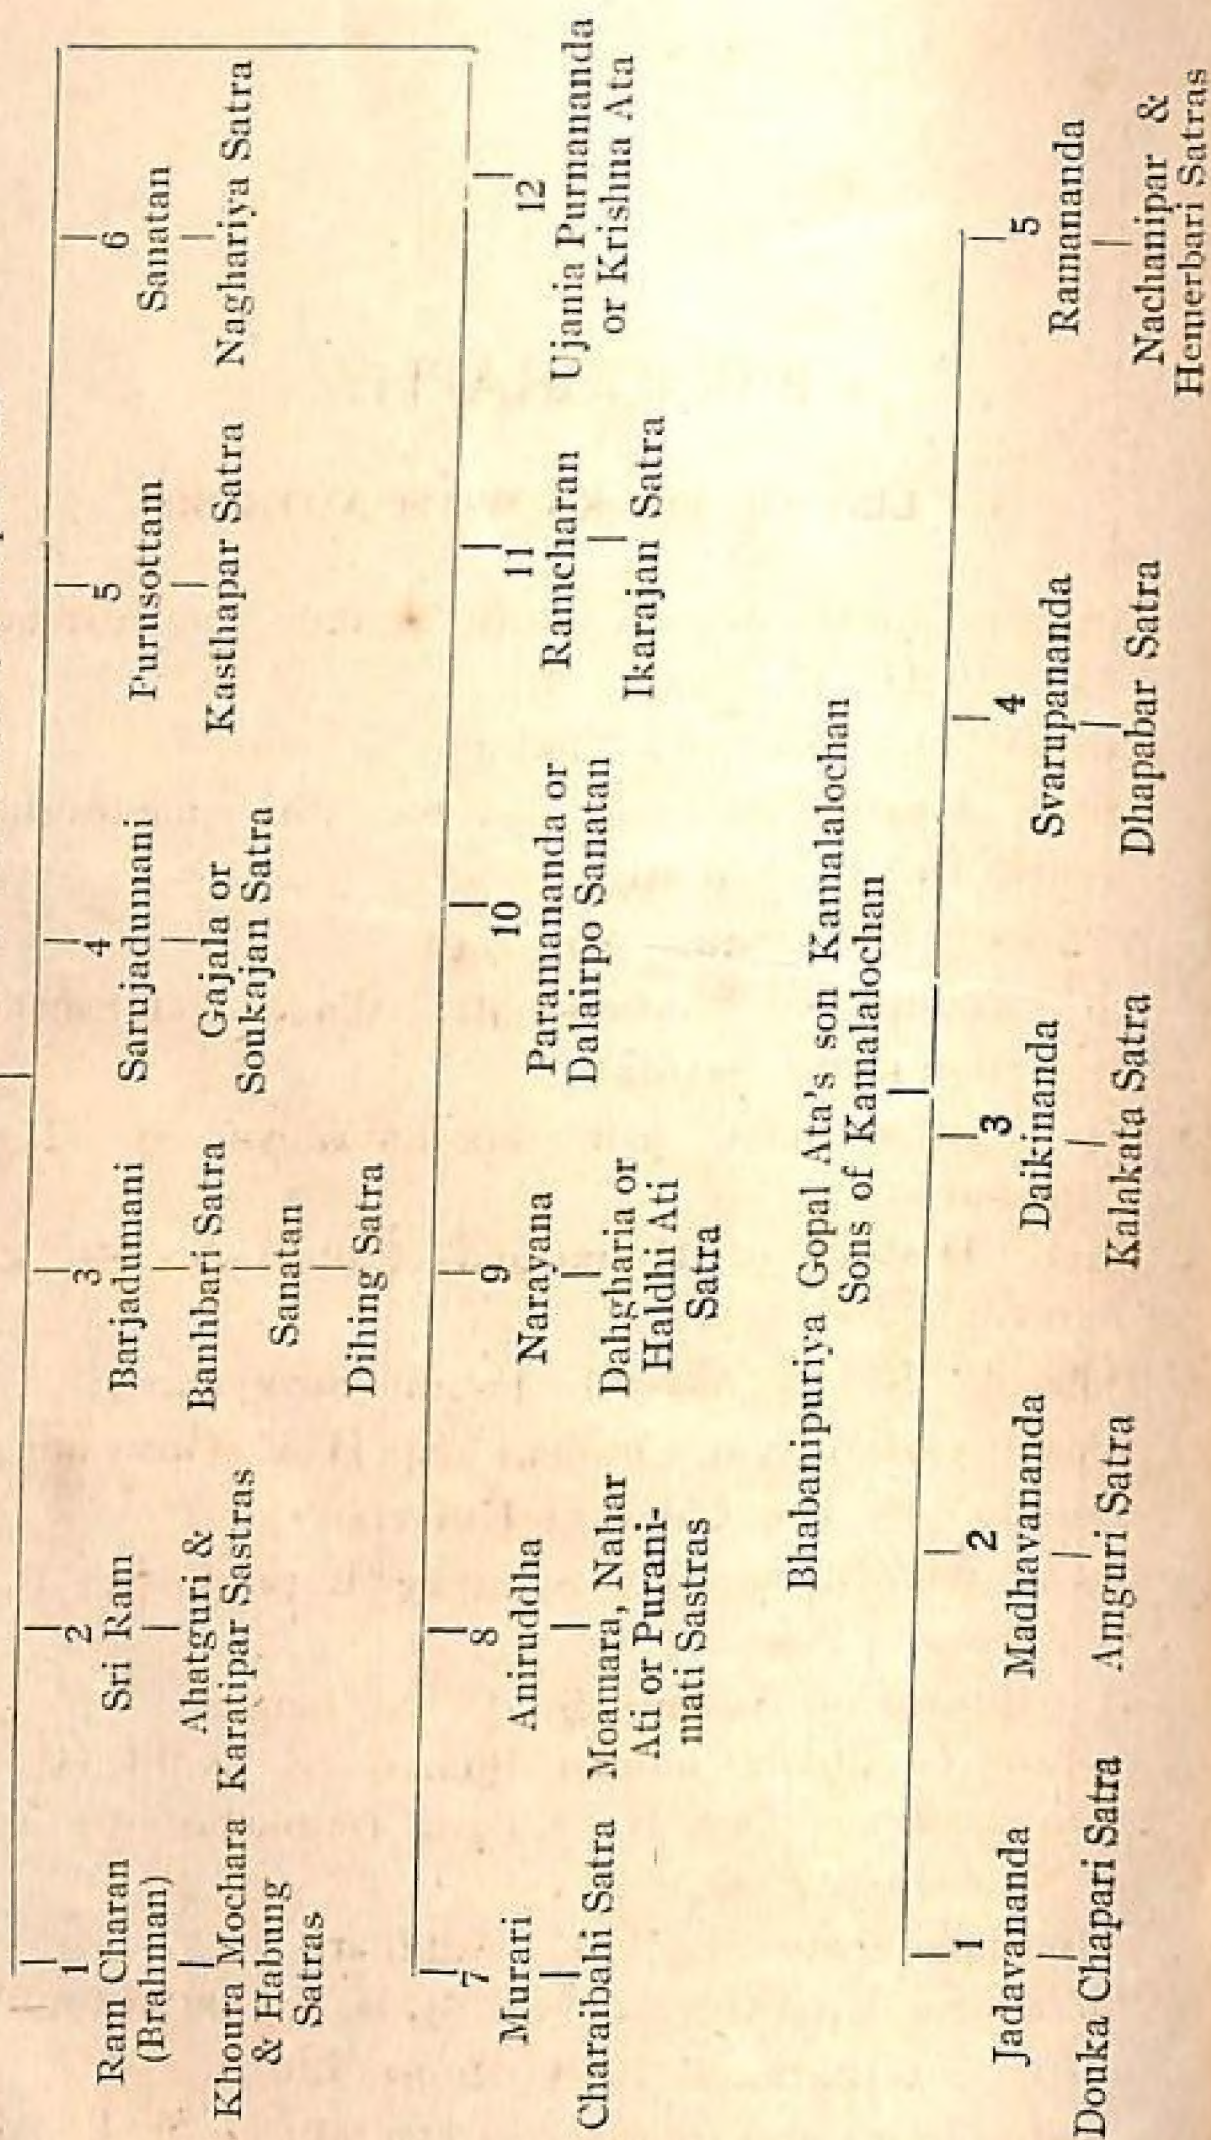 1
Ram Charan
(Brahman)
Khoura Mochara
& Habung
Satras
2
Sri Ram
Ahatguri &
Karatipar Sastras
3
Barjadumani
Banhbari Satra
Sanatan
Dihing Satra
4
Sarujadumani
Gajala or
Soukajan Satra
5
Purusottam
Kasthapar Satra
6
Sanatan
Naghariya Satra
7
Murari
Charaibahi Satra
8
Aniruddha
Moamara, Nahar
Ati or Purani-
mati Sastras
9
Narayana
Dahgharia or
Haldhi Ati
Satra
10
Paramananda or
Dalairpo Sanatan
11
Ramcharan
Ikarajan Satra
12
Ujania Purnananda
or Krishna Ata
Bhabanipuriya Gopal Ata's son Kamalalochan
Sons of Kamalalochan
1
Jadavananda
Douka Chapari Satra
2
Madhavananda
Amguri Satra
3
Daikinanda
Kalakata Satra
4
Svarupananda
Dhapabar Satra
5
Ramananda
Nachanipar &
Hemerbari Satras